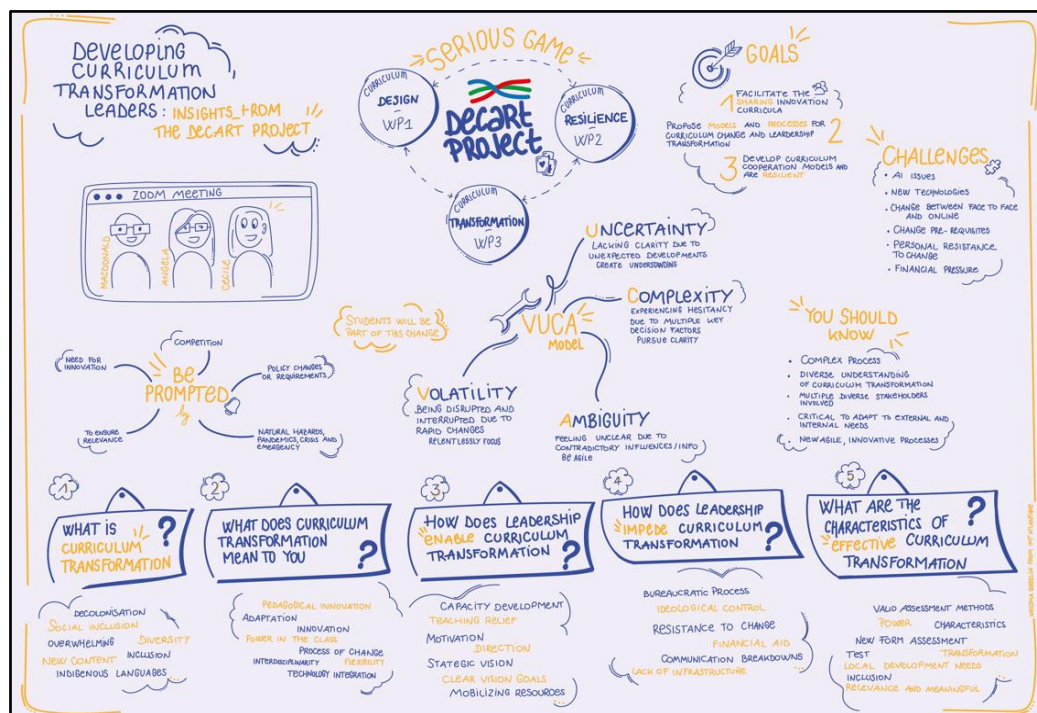 DEVELOPING
CURRICULUM
TRANSFORMATION
LEADERS: INSIGHTS FROM
THE DECART PROJECT
SERIOUS GAME
CURRICULUM
DESIGN
WP1
DECART
PROJECT
CURRICULUM
RESILIENCE
WP2
CURRICULUM
TRANSFORMATION
WP3
GOALS
1 FACILITATE THE
SHARING INNOVATION
CURRICULA
PROPOSE MODELS AND PROCESSES FOR 2
CURRICULUM CHANGE AND LEADERSHIP
TRANSFORMATION
3 DEVELOP CURRICULUM
COOPERATION MODELS AND
ARE RESILIENT
CHALLENGES
• AI ISSUES
• NEW TECHNOLOGIES
• CHANGE BETWEEN FACE TO FACE
AND ONLINE
• CHANGE PRE-REQUISITES
• PERSONAL RESISTANCE
TO CHANGE
• FINANCIAL PRESSURE
ZOOM MEETING
MACDONALD
ANGELA
CECILE
STUDENTS WILL BE
PART OF THIS CHANGE
BE
PROMPTED
by
NEED FOR
INNOVATION
COMPETITION
POLICY CHANGES
OR REQUIREMENTS
TO ENSURE
RELEVANCE
NATURAL HAZARDS,
PANDEMICS, CRISIS AND
EMERGENCY
VUCA
MODEL
UNCERTAINTY
LACKING CLARITY DUE TO
UNEXPECTED DEVELOPMENTS
CREATE UNDERSTANDING
COMPLEXITY
EXPERIENCING HESITANCY
DUE TO MULTIPLE KEY
DECISION FACTORS
PURSUE CLARITY
VOLATILITY
BEING DISRUPTED AND
INTERRUPTED DUE TO
RAPID CHANGES
RELENTLESSLY FOCUS
AMBIGUITY
FEELING UNCLEAR DUE TO
CONTRADICTORY INFLUENCES/INFO
BE AGILE
YOU SHOULD
KNOW
• COMPLEX PROCESS
• DIVERSE UNDERSTANDING
OF CURRICULUM TRANSFORMATION
• MULTIPLE DIVERSE STAKEHOLDERS
INVOLVED
• CRITICAL TO ADAPT TO EXTERNAL AND
INTERNAL NEEDS
• NEW AGILE, INNOVATIVE PROCESSES
1
WHAT IS
CURRICULUM
TRANSFORMATION ?
DECOLONISATION
SOCIAL INCLUSION
OVERWHELMING DIVERSITY
NEW CONTENT INCLUSION
INDIGENOUS LANGUAGES ...
2
WHAT DOES CURRICULUM
TRANSFORMATION
MEAN TO YOU ?
PEDAGOGICAL INNOVATION
ADAPTATION
INNOVATION
POWER IN THE CLASS
PROCESS OF CHANGE
INTERDISCIPLINARITY FLEXIBILITY
TECHNOLOGY INTEGRATION
3
HOW DOES LEADERSHIP
ENABLE CURRICULUM
TRANSFORMATION ?
CAPACITY DEVELOPMENT
TEACHING RELIEF
MOTIVATION
DIRECTION
STATEGIC VISION
CLEAR VISION GOALS
MOBILIZING RESOURCES ...
4
HOW DOES LEADERSHIP
IMPEDE CURRICULUM
TRANSFORMATION ?
BUREAUCRATIC PROCESS
IDEOLOGICAL CONTROL
RESISTANCE TO CHANGE
FINANCIAL AID
COMMUNICATION BREAKDOWNS
LACK OF INFRASTRUCTURE ...
5
WHAT ARE THE
CHARACTERISTICS OF
EFFECTIVE CURRICULUM
TRANSFORMATION ?
VALID ASSESSMENT METHODS
POWER CHARACTERISTICS
NEW FORM ASSESSMENT
TEST TRANSFORMATION
LOCAL DEVELOPMENT NEEDS
INCLUSION
RELEVANCE AND MEANINGFUL ...
FROM IMT ATLANTIQUE